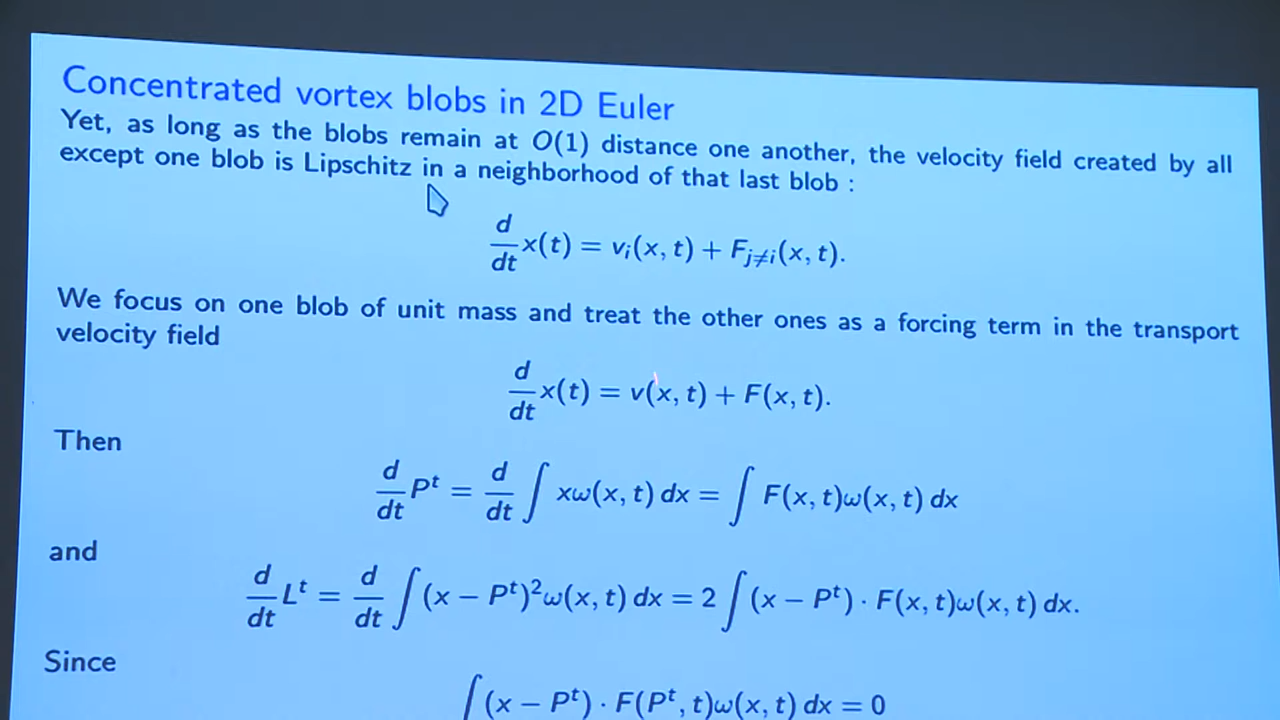 Concentrated vortex blobs in 2D Euler
Yet, as long as the blobs remain at O(1) distance one another, the velocity field created by all
except one blob is Lipschitz in a neighborhood of that last blob :
d/dt x(t) = v_i(x, t) + F_{j≠i}(x, t).
We focus on one blob of unit mass and treat the other ones as a forcing term in the transport
velocity field
d/dt x(t) = v(x, t) + F(x, t).
Then
d/dt P^t = d/dt ∫ xω(x, t) dx = ∫ F(x, t)ω(x, t) dx
and
d/dt L^t = d/dt ∫ (x − P^t)²ω(x, t) dx = 2 ∫ (x − P^t) · F(x, t)ω(x, t) dx.
Since
∫ (x − P^t) · F(P^t, t)ω(x, t) dx = 0